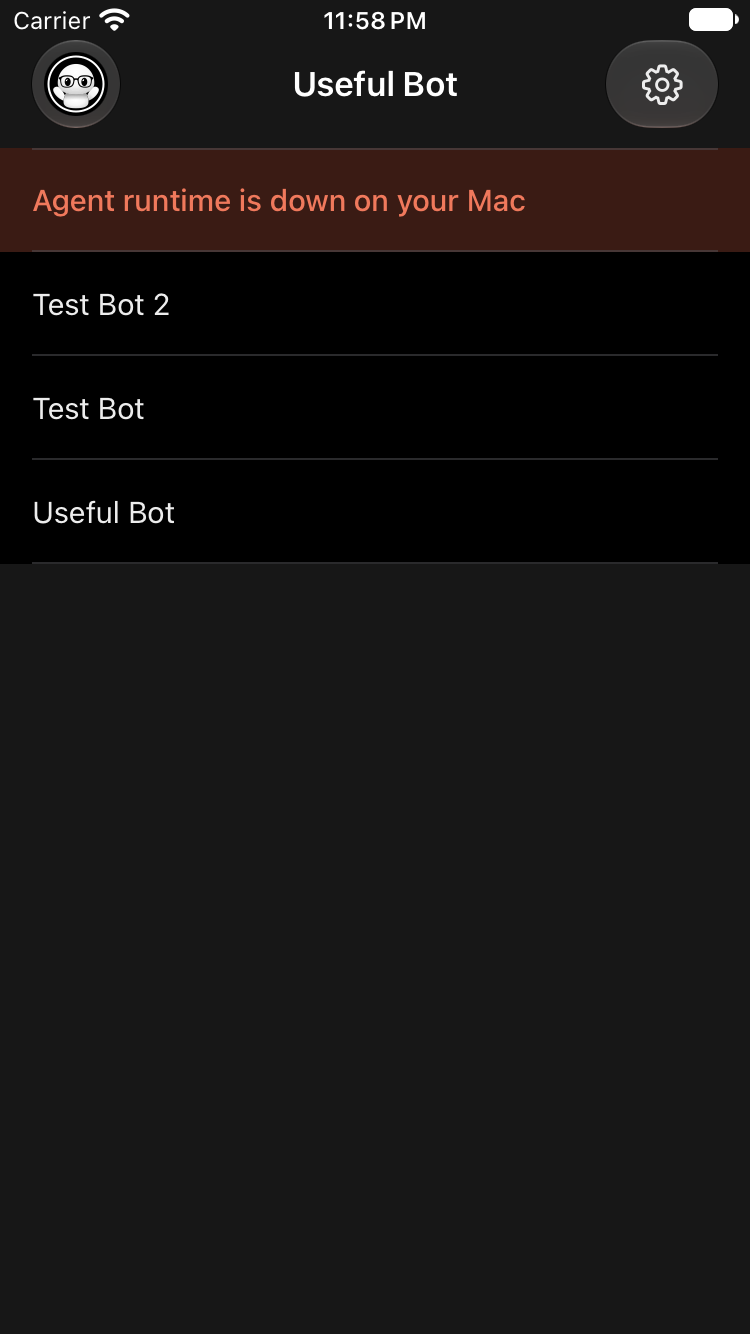 Carrier
11:58 PM
Useful Bot
Agent runtime is down on your Mac
Test Bot 2
Test Bot
Useful Bot